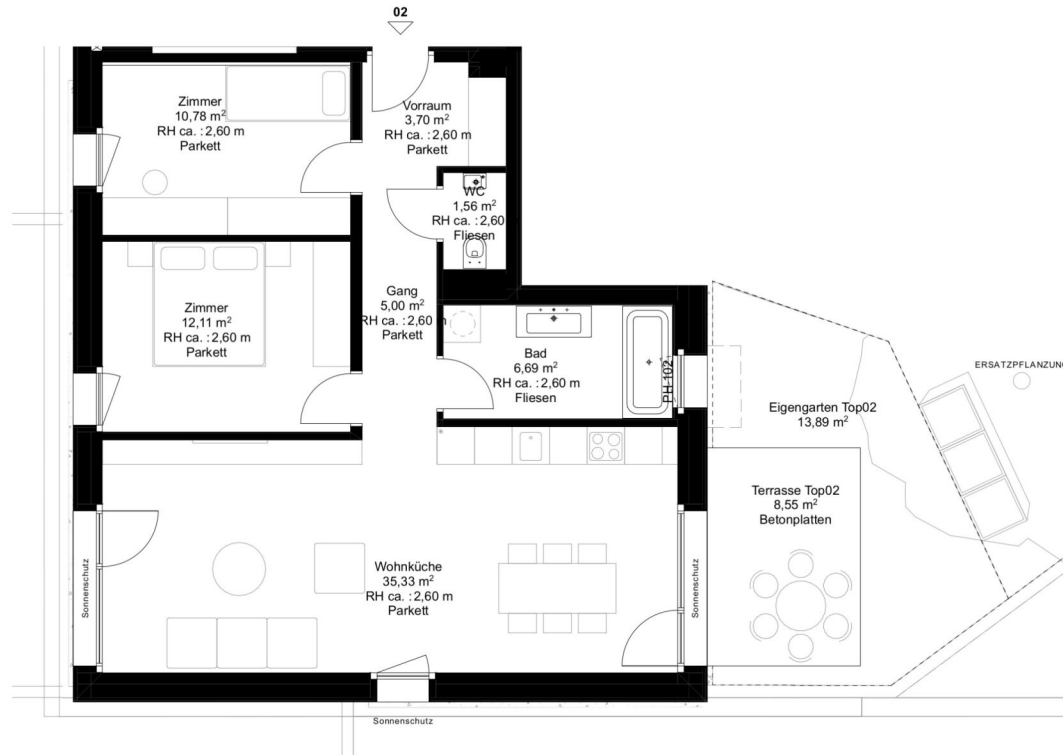 02
Zimmer
10,78 m²
RH ca. : 2,60 m
Parkett
Vorraum
3,70 m²
RH ca. : 2,60 m
Parkett
WC
1,56 m²
RH ca. : 2,60
Fliesen
Zimmer
12,11 m²
RH ca. : 2,60 m
Parkett
Gang
5,00 m²
RH ca. : 2,60
Parkett
Bad
6,69 m²
RH ca. : 2,60 m
Fliesen
PH 102
ERSATZPFLANZUNG
Eigengarten Top02
13,89 m²
Terrasse Top02
8,55 m²
Betonplatten
Wohnküche
35,33 m²
RH ca. : 2,60 m
Parkett
Sonnenschutz
Sonnenschutz
Sonnenschutz